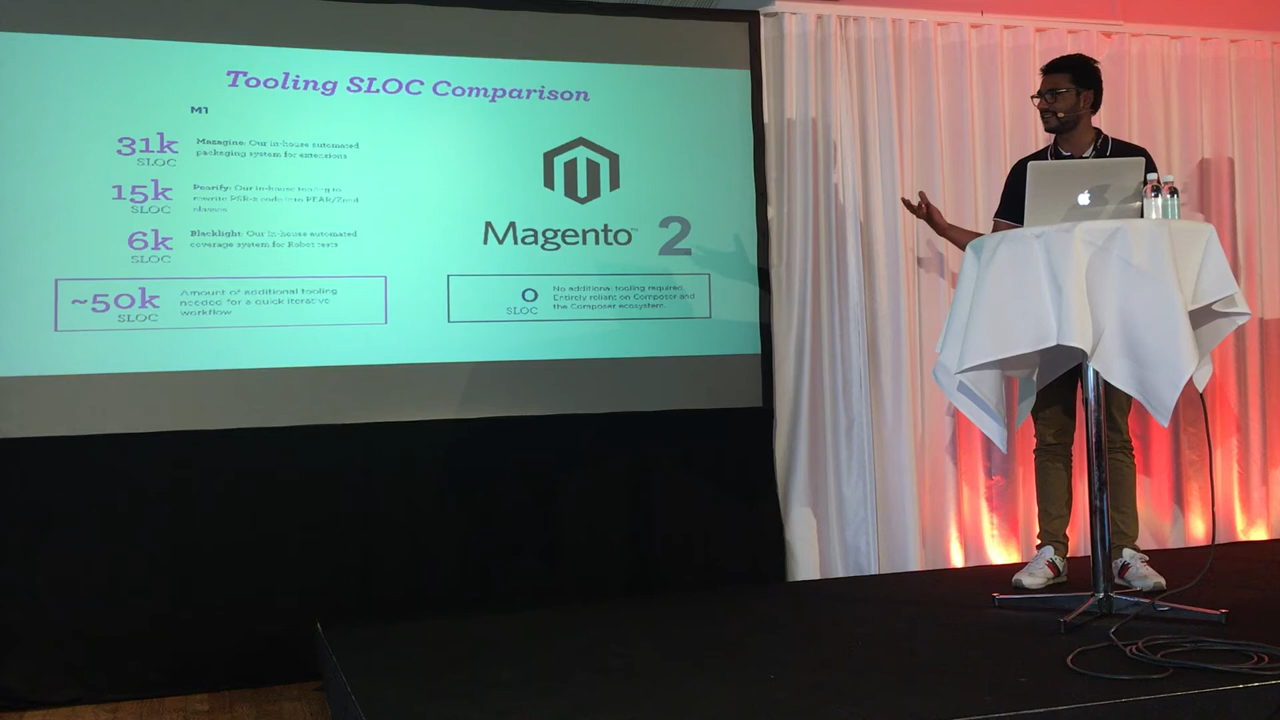 Tooling SLOC Comparison
M1
31k
SLOC
Mazagine: Our in-house automated
packaging system for extensions
15k
SLOC
Pearify: Our in-house tooling to
rewrite PSR-0 code into PEAR/Zend
classes
6k
SLOC
Blacklight: Our in-house automated
coverage system for Robot tests
~50k
SLOC
Amount of additional tooling
needed for a quick iterative
workflow
Magento 2
0
SLOC
No additional tooling required.
Entirely reliant on Composer and
the Composer ecosystem.